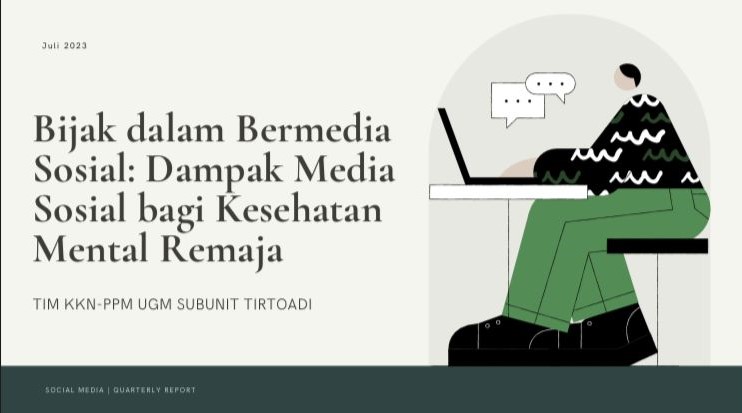 Juli 2023
Bijak dalam Bermedia
Sosial: Dampak Media
Sosial bagi Kesehatan
Mental Remaja
TIM KKN-PPM UGM SUBUNIT TIRTOADI
SOCIAL MEDIA | QUARTERLY REPORT